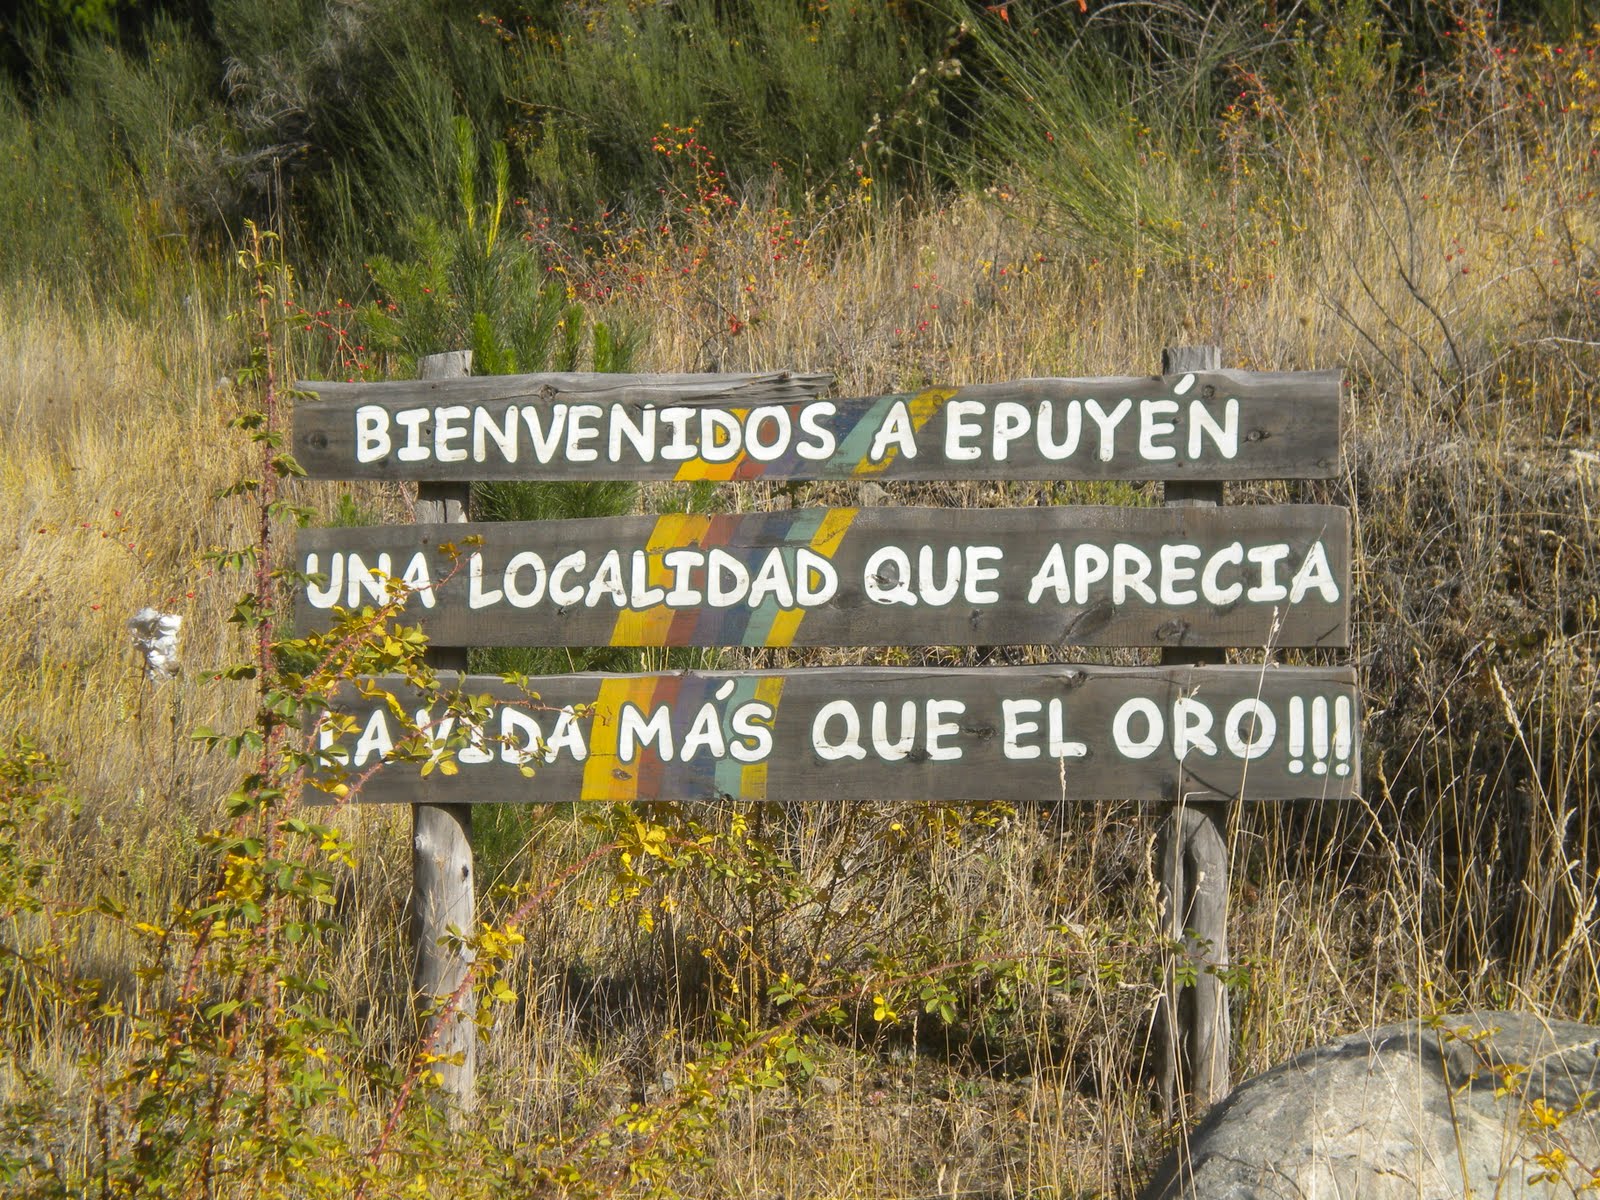 BIENVENIDOS A EPUYÉN
UNA LOCALIDAD QUE APRECIA
LA VIDA MÁS QUE EL ORO!!!